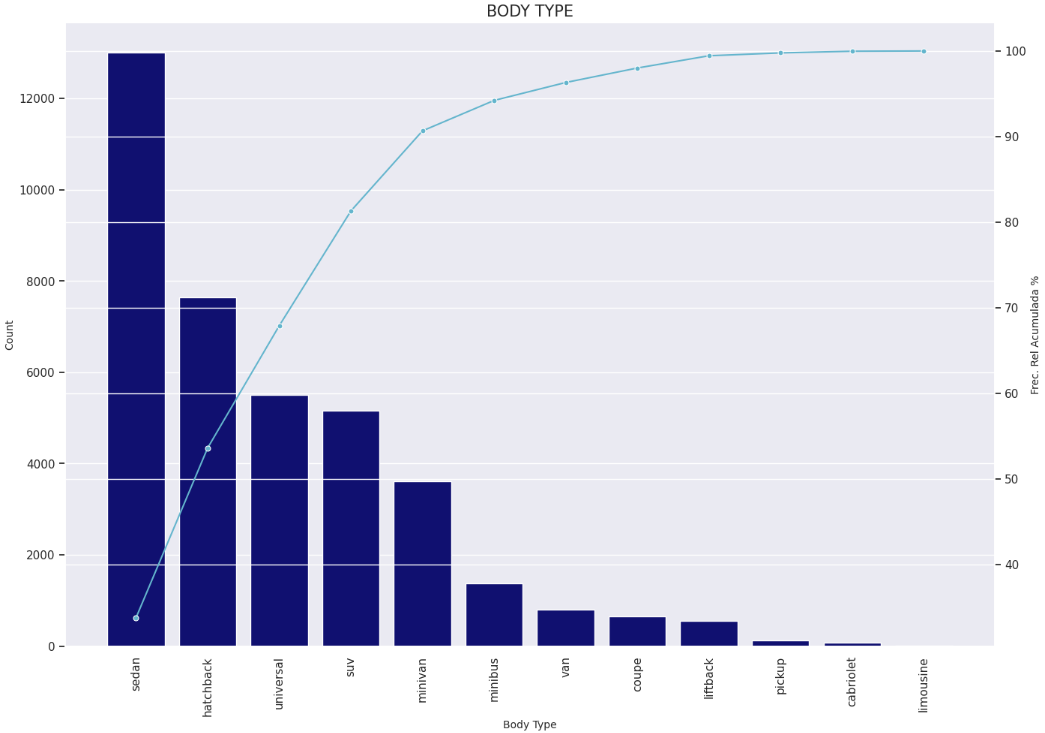 BODY TYPE
12000
10000
8000
6000
4000
2000
0
Count
100
90
80
70
60
50
40
Frec. Rel Acumulada %
sedan
hatchback
universal
suv
minivan
minibus
van
coupe
liftback
pickup
cabriolet
limousine
Body Type